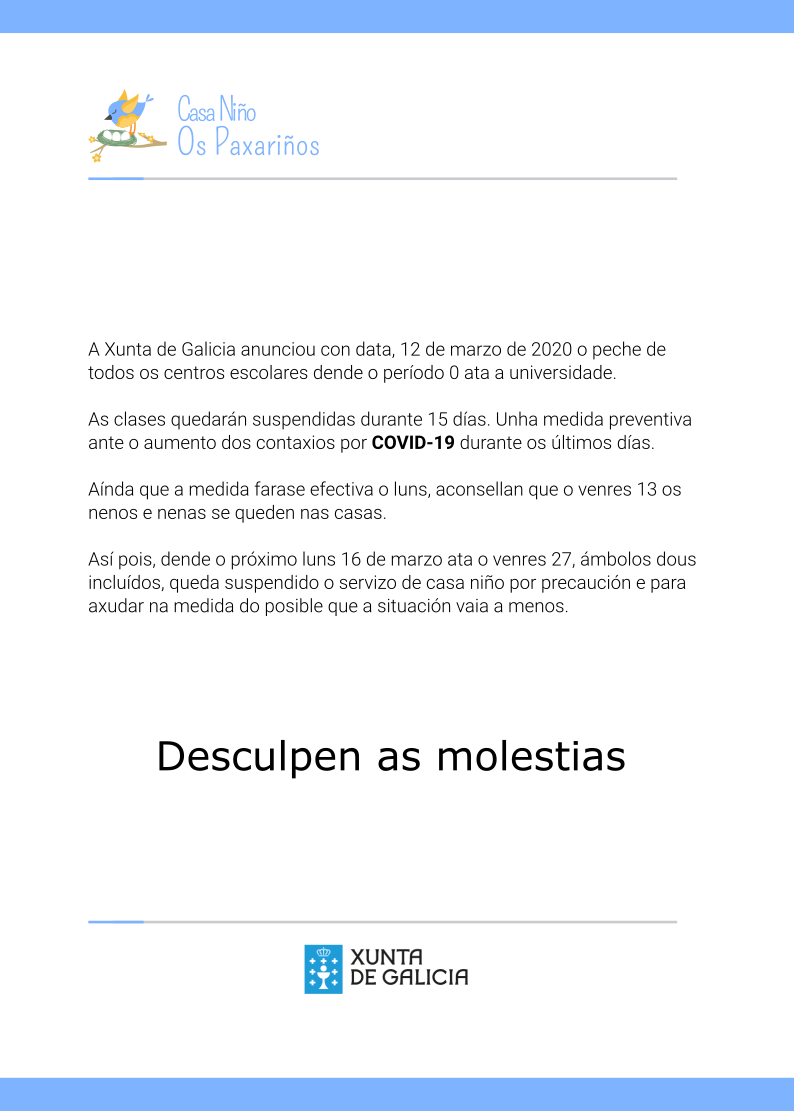 Casa Niño
Os Paxariños
A Xunta de Galicia anunciou con data, 12 de marzo de 2020 o peche de
todos os centros escolares dende o período 0 ata a universidade.
As clases quedarán suspendidas durante 15 días. Unha medida preventiva
ante o aumento dos contaxios por COVID-19 durante os últimos días.
Aínda que a medida farase efectiva o luns, aconsellan que o venres 13 os
nenos e nenas se queden nas casas.
Así pois, dende o próximo luns 16 de marzo ata o venres 27, ámbolos dous
incluídos, queda suspendido o servizo de casa niño por precaución e para
axudar na medida do posible que a situación vaia a menos.
Desculpen as molestias
XUNTA
DE GALICIA